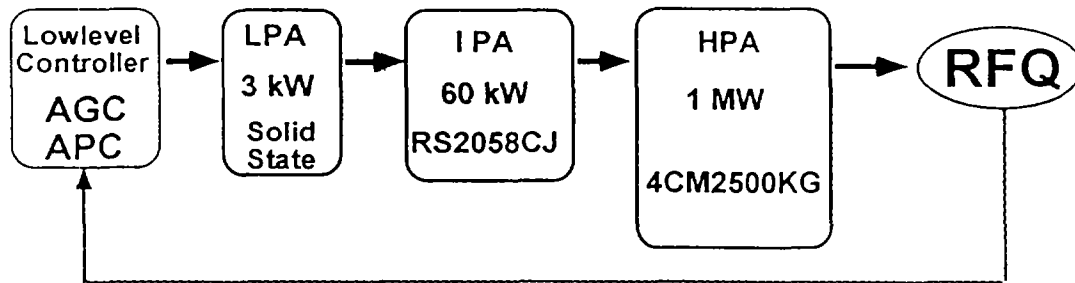 Lowlevel
Controller
AGC
APC
LPA
3 kW
Solid
State
I PA
60 kW
RS2058CJ
HPA
1 MW
4CM2500KG
RFQ